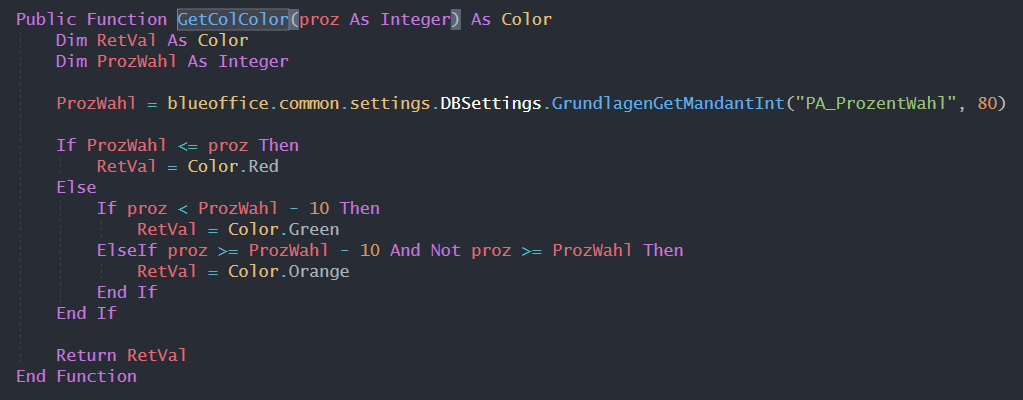 Public Function GetColColor(proz As Integer) As Color
    Dim RetVal As Color
    Dim ProzWahl As Integer

    ProzWahl = blueoffice.common.settings.DBSettings.GrundlagenGetMandantInt("PA_ProzentWahl", 80)

    If ProzWahl <= proz Then
        RetVal = Color.Red
    Else
        If proz < ProzWahl - 10 Then
            RetVal = Color.Green
        ElseIf proz >= ProzWahl - 10 And Not proz >= ProzWahl Then
            RetVal = Color.Orange
        End If
    End If

    Return RetVal
End Function